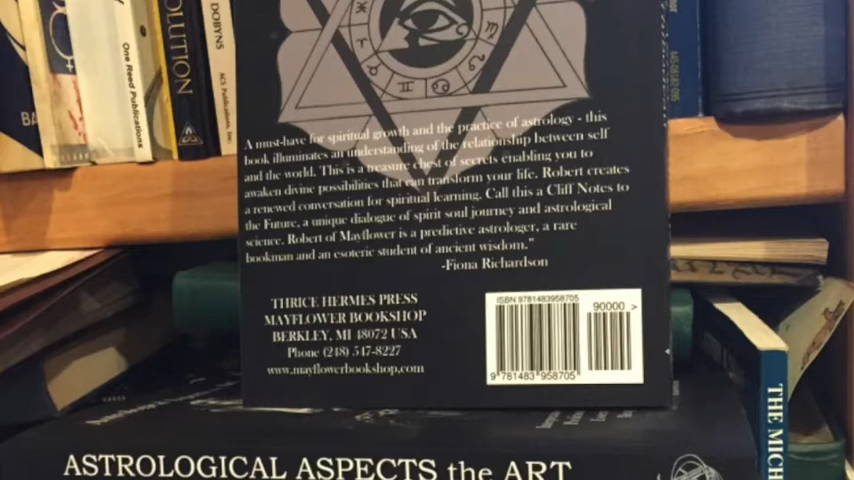 BA
One Reed Publications
OLUTION
DOBYNS
ACS Publications, Inc.
A must-have for spiritual growth and the practice of astrology - this
book illuminates an understanding of the relationship between self
and the world. This is a treasure chest of secrets enabling you to
awaken divine possibilities that can transform your life. Robert creates
a renewed conversation for spiritual learning. Call this a Cliff Notes to
the Future, a unique dialogue of spirit soul journey and astrological
science. Robert of Mayflower is a predictive astrologer, a rare
bookman and an esoteric student of ancient wisdom."
-Fiona Richardson
THRICE HERMES PRESS
MAYFLOWER BOOKSHOP
BERKLEY, MI 48072 USA
Phone (248) 547-8227
www.mayflowerbookshop.com
ISBN 9781483958705
90000 >
9 781483 958705
THE MICH
ASTROLOGICAL ASPECTS the ART